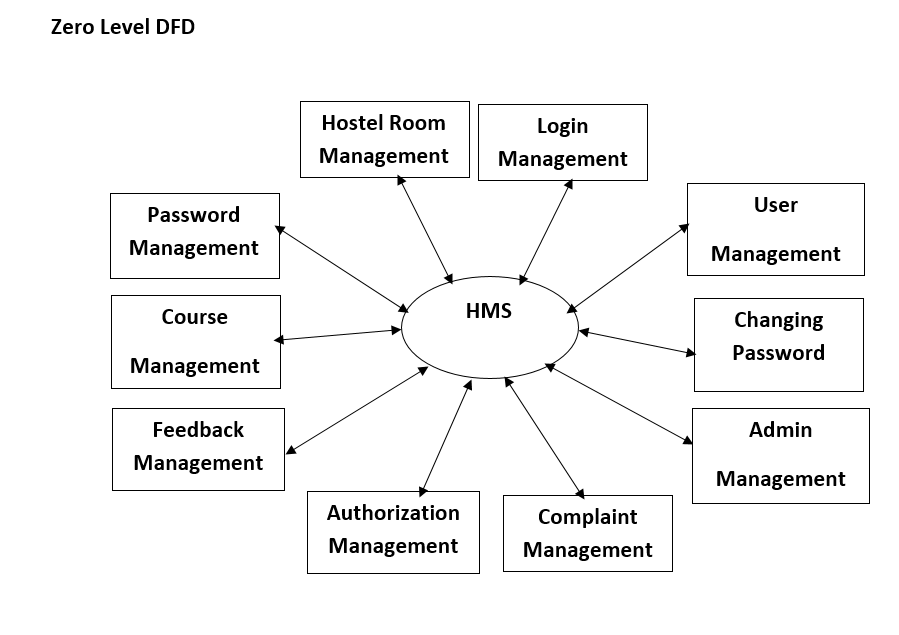 Zero Level DFD
Hostel Room
Management
Login
Management
Password
Management
User
Management
HMS
Course
Management
Changing
Password
Feedback
Management
Admin
Management
Authorization
Management
Complaint
Management